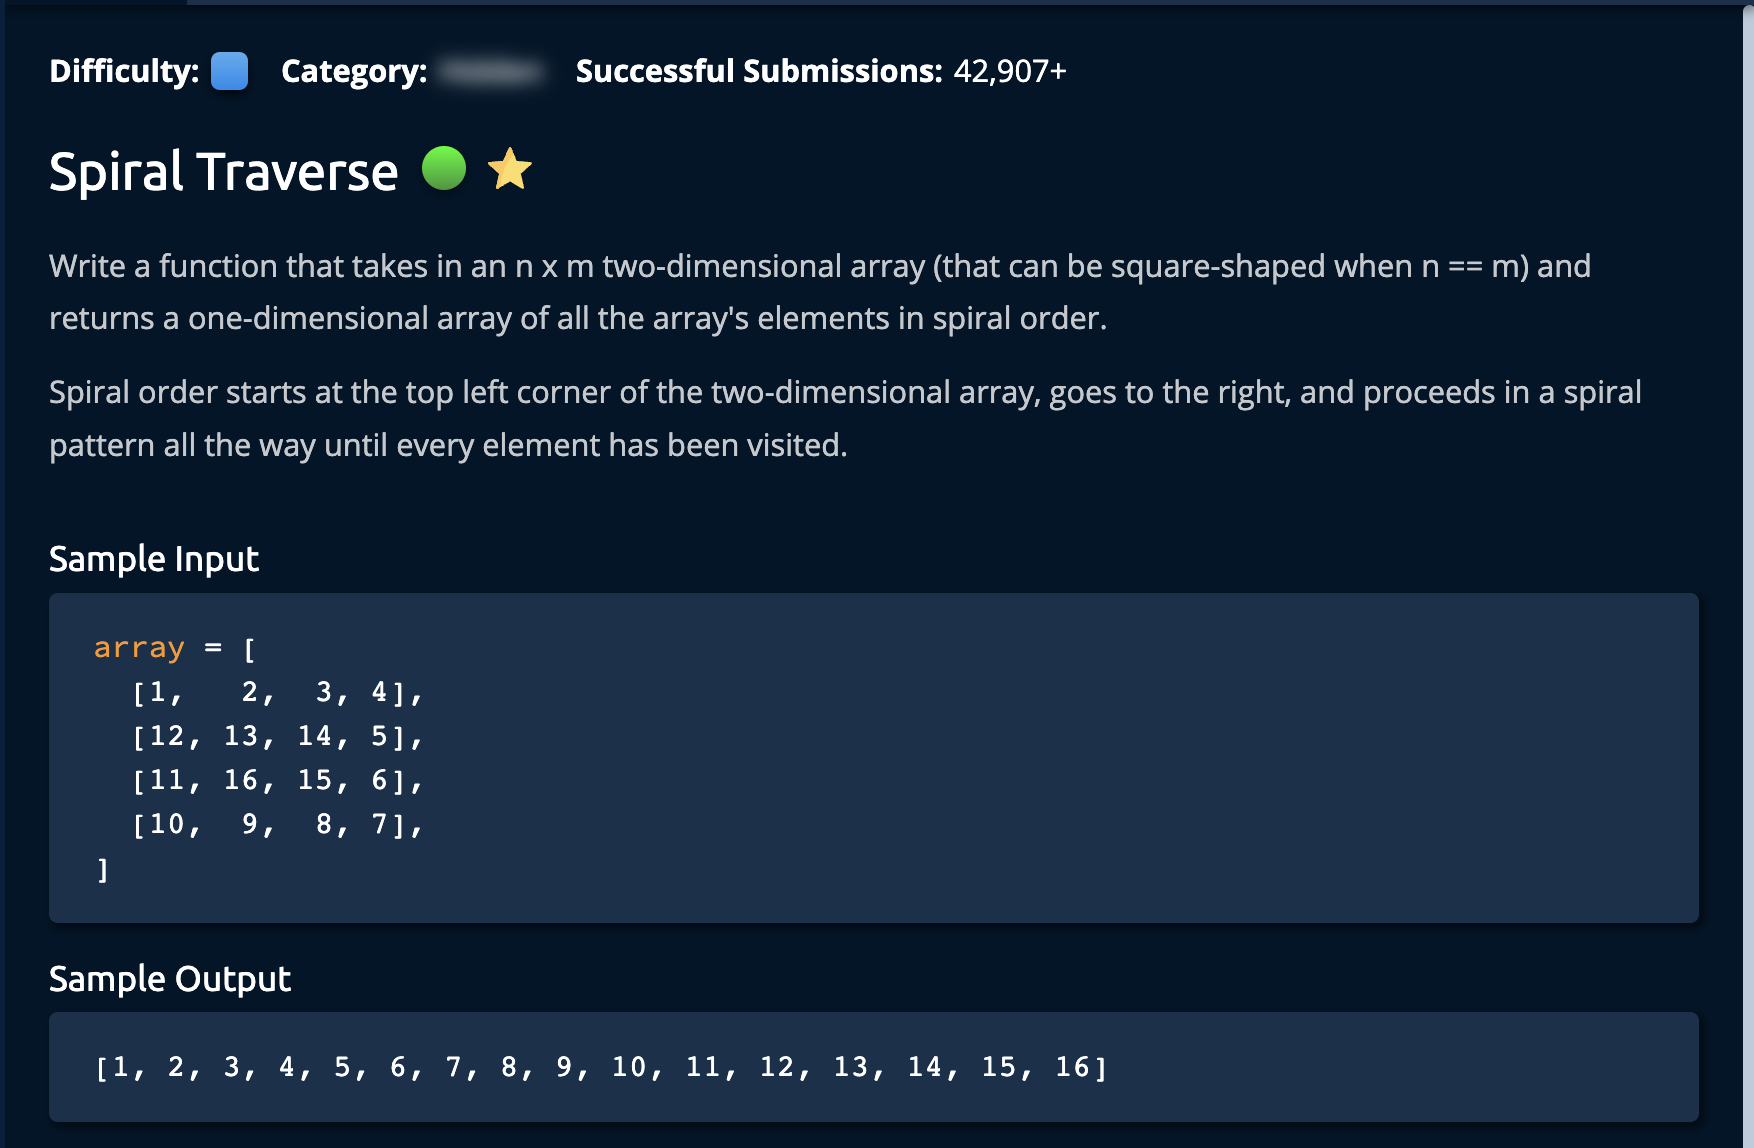 Difficulty: Category: Successful Submissions: 42,907+
Spiral Traverse
Write a function that takes in an n x m two-dimensional array (that can be square-shaped when n == m) and
returns a one-dimensional array of all the array's elements in spiral order.
Spiral order starts at the top left corner of the two-dimensional array, goes to the right, and proceeds in a spiral
pattern all the way until every element has been visited.
Sample Input
array = [
  [1,   2,  3, 4],
  [12, 13, 14, 5],
  [11, 16, 15, 6],
  [10,  9,  8, 7],
]
Sample Output
[1, 2, 3, 4, 5, 6, 7, 8, 9, 10, 11, 12, 13, 14, 15, 16]